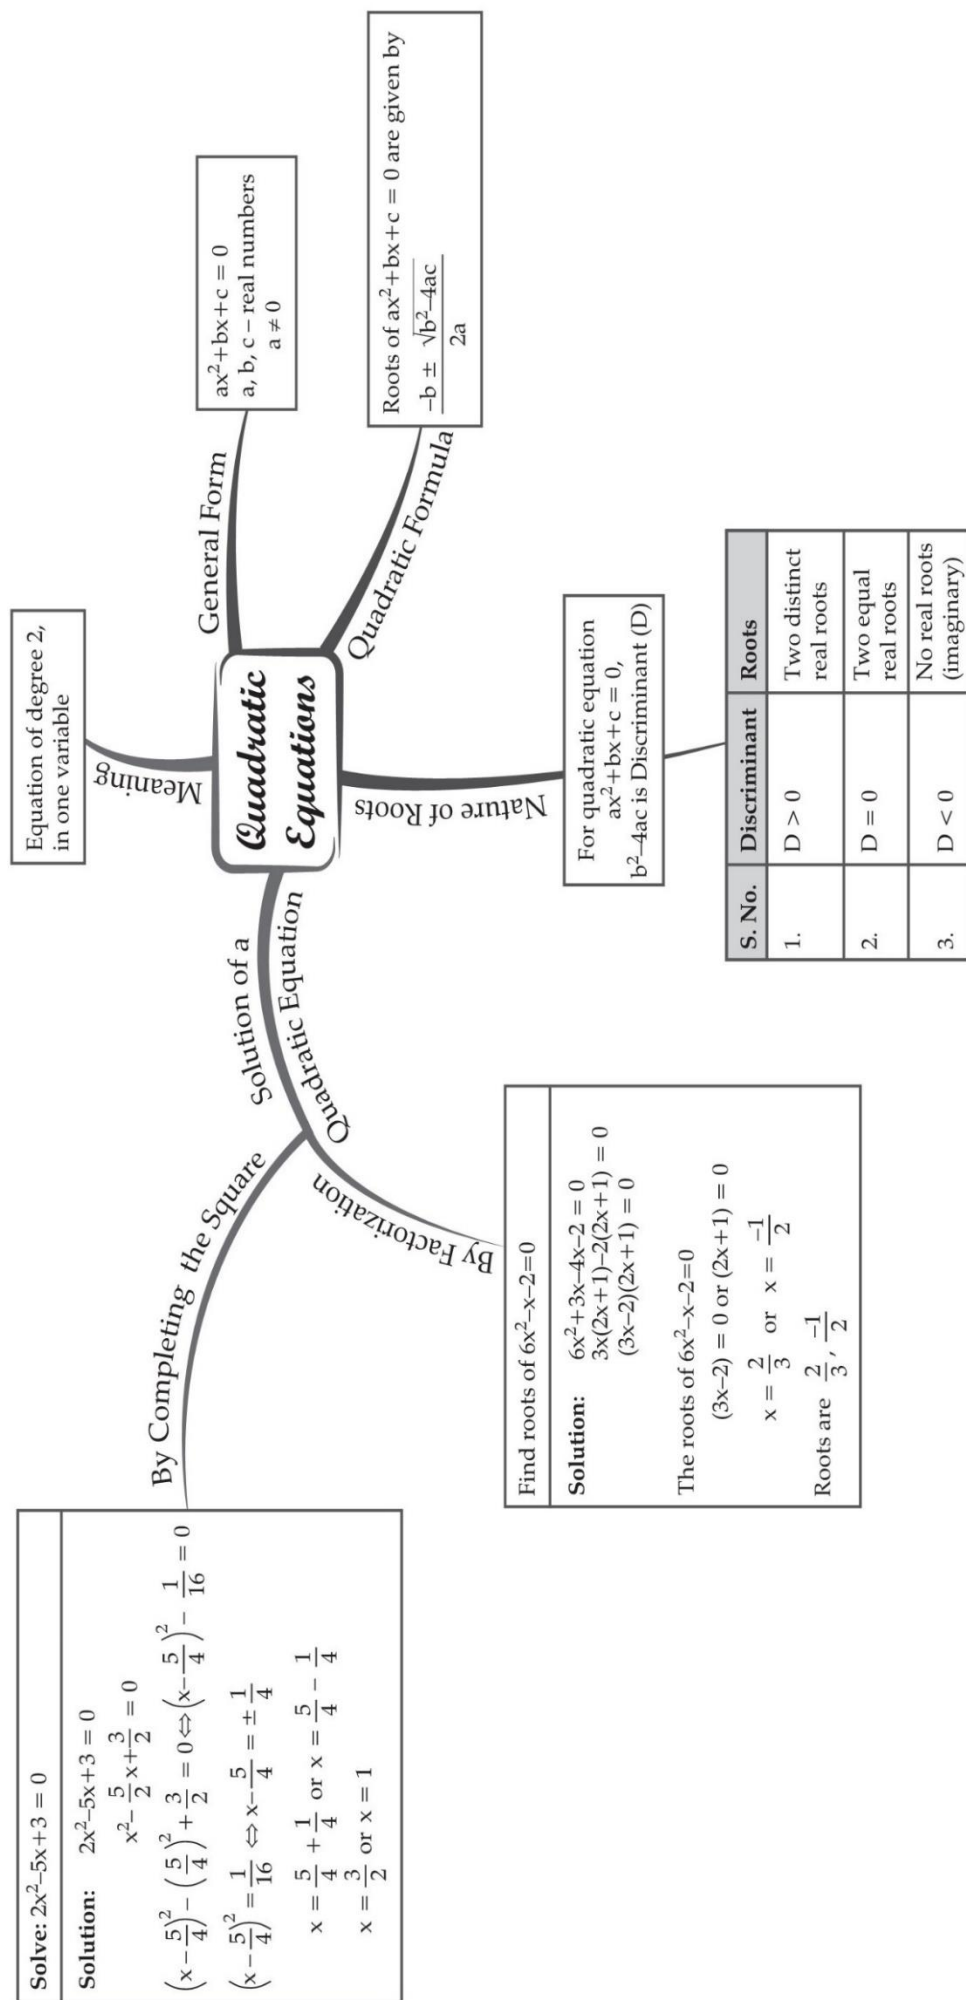 Quadratic
Equations
Meaning
Equation of degree 2,
in one variable
General Form
ax²+bx+c = 0
a, b, c – real numbers
a ≠ 0
Quadratic Formula
Roots of ax²+bx+c = 0 are given by
–b ± √b²–4ac
2a
Nature of Roots
For quadratic equation
ax²+bx+c = 0,
b²–4ac is Discriminant (D)
S. No. Discriminant Roots
1. D > 0 Two distinct
real roots
2. D = 0 Two equal
real roots
3. D < 0 No real roots
(imaginary)
Solution of a
Quadratic Equation
By Completing the Square
Solve: 2x²–5x+3 = 0
Solution: 2x²–5x+3 = 0
x²– 5/2 x+ 3/2 = 0
(x – 5/4)² – (5/4)² + 3/2 = 0 ⇔ (x– 5/4)² – 1/16 = 0
(x– 5/4)² = 1/16 ⇔ x– 5/4 = ± 1/4
x = 5/4 + 1/4 or x = 5/4 – 1/4
x = 3/2 or x = 1
By Factorization
Find roots of 6x²–x–2=0
Solution: 6x²+3x–4x–2 = 0
3x(2x+1)–2(2x+1) = 0
(3x–2)(2x+1) = 0
The roots of 6x²–x–2=0
(3x–2) = 0 or (2x+1) = 0
x = 2/3 or x = –1/2
Roots are 2/3 , –1/2